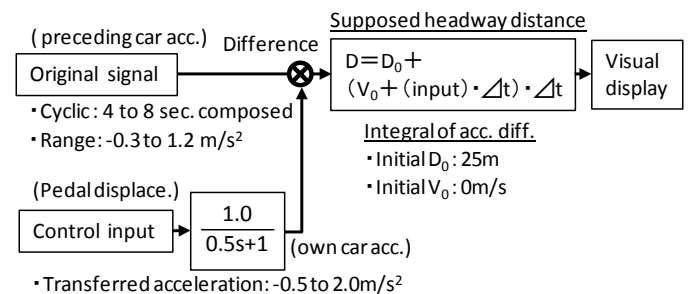 Supposed headway distance
(preceding car acc.)
Difference
Original signal
D=D₀+
(V₀+(input)・⊿t)・⊿t
Visual
display
・Cyclic: 4 to 8 sec. composed
・Range: -0.3 to 1.2 m/s²
Integral of acc. diff.
・Initial D₀: 25m
・Initial V₀: 0m/s
(Pedal displace.)
Control input
1.0
0.5s+1
(own car acc.)
・Transferred acceleration: -0.5 to 2.0m/s²